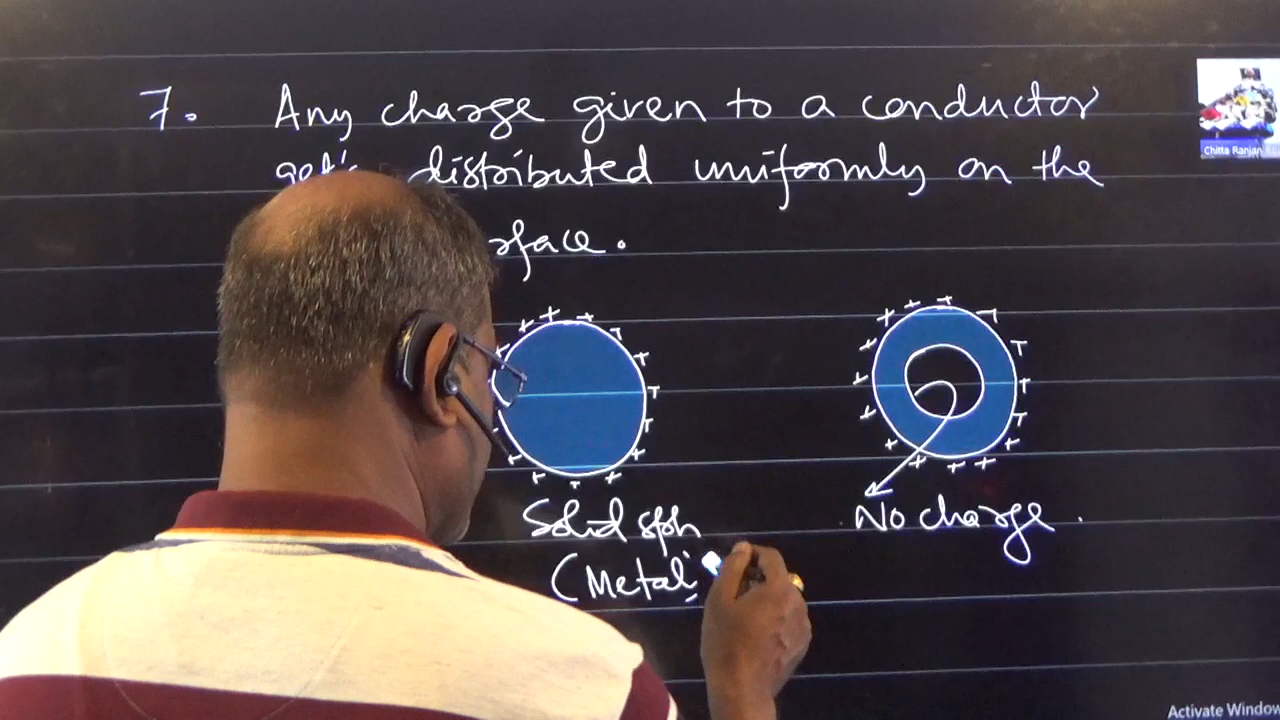 7. Any charge given to a conductor
distributed uniformly on the
rface.
Solid sph
(Metal
No charge.
Chitta Ranjan
Activate Window